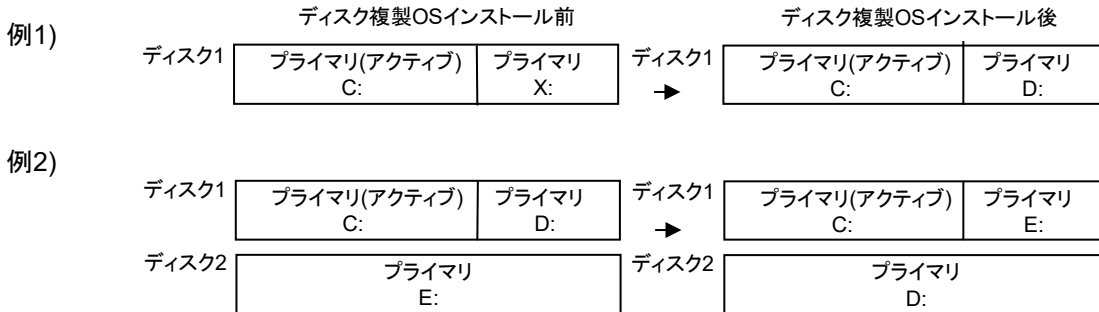 ディスク複製OSインストール前 ディスク複製OSインストール後
例1)
ディスク1 プライマリ(アクティブ) プライマリ ディスク1 プライマリ(アクティブ) プライマリ
C: X: → C: D:
例2)
ディスク1 プライマリ(アクティブ) プライマリ ディスク1 プライマリ(アクティブ) プライマリ
C: D: → C: E:
ディスク2 プライマリ ディスク2 プライマリ
E: D: